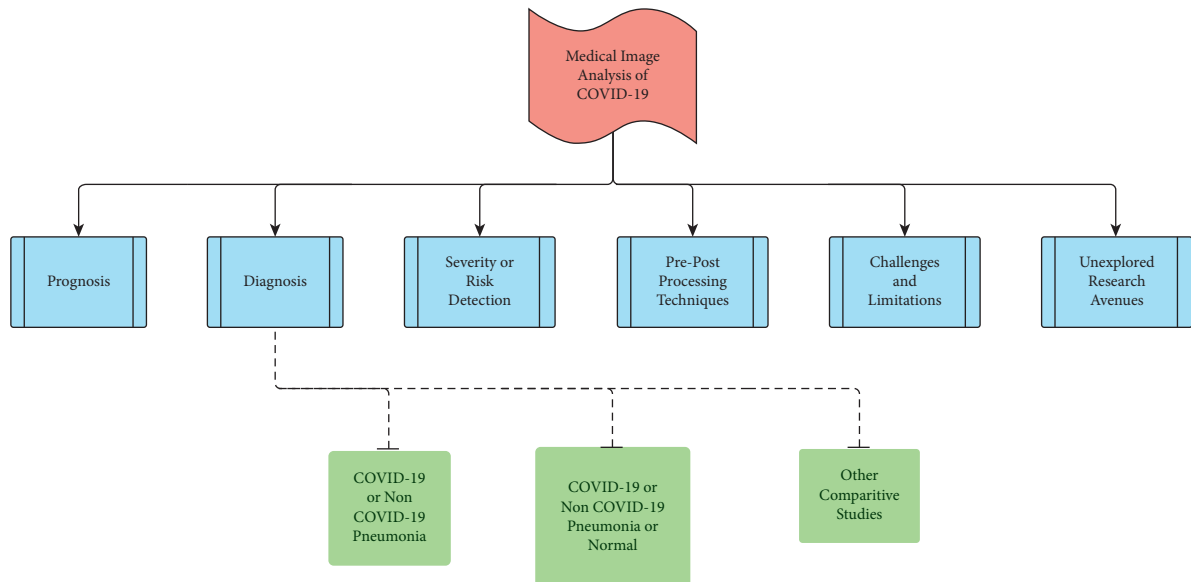 Medical Image
Analysis of
COVID-19
Prognosis
Diagnosis
Severity or
Risk
Detection
Pre-Post
Processing
Techniques
Challenges
and
Limitations
Unexplored
Research
Avenues
COVID-19
or Non
COVID-19
Pneumonia
COVID-19 or
Non COVID-19
Pneumonia or
Normal
Other
Comparitive
Studies